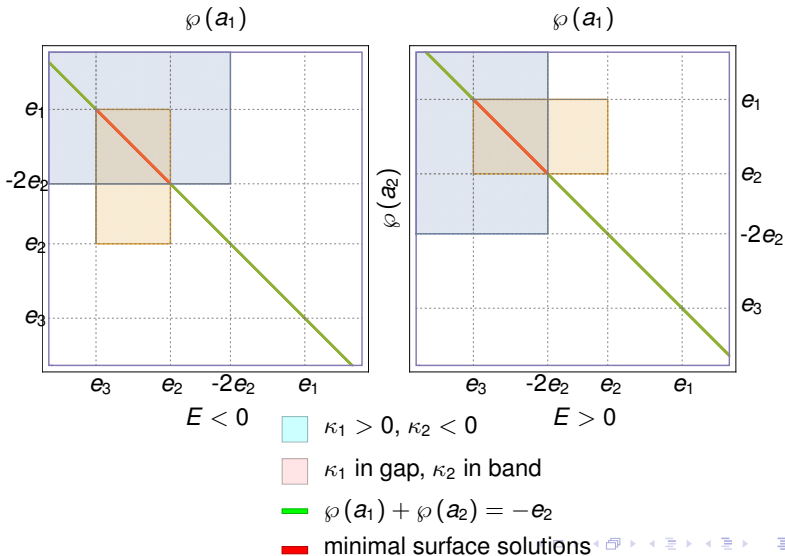 ℘(a₁) ℘(a₁)
e₁
-2e₂
e₂
e₃
e₃ e₂ -2e₂ e₁
E < 0
℘(a₂)
e₁
e₂
-2e₂
e₃
e₃ -2e₂ e₂ e₁
E > 0
κ₁ > 0, κ₂ < 0
κ₁ in gap, κ₂ in band
℘(a₁) + ℘(a₂) = −e₂
minimal surface solutions